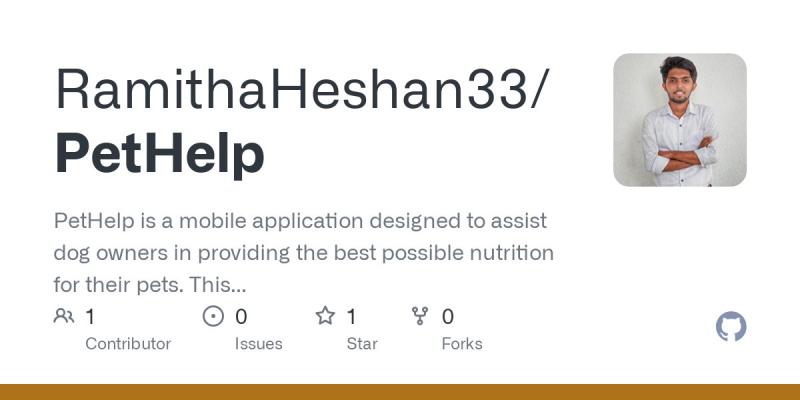 RamithaHeshan33/
PetHelp
PetHelp is a mobile application designed to assist
dog owners in providing the best possible nutrition
for their pets. This...
1 0 1 0
Contributor Issues Star Forks